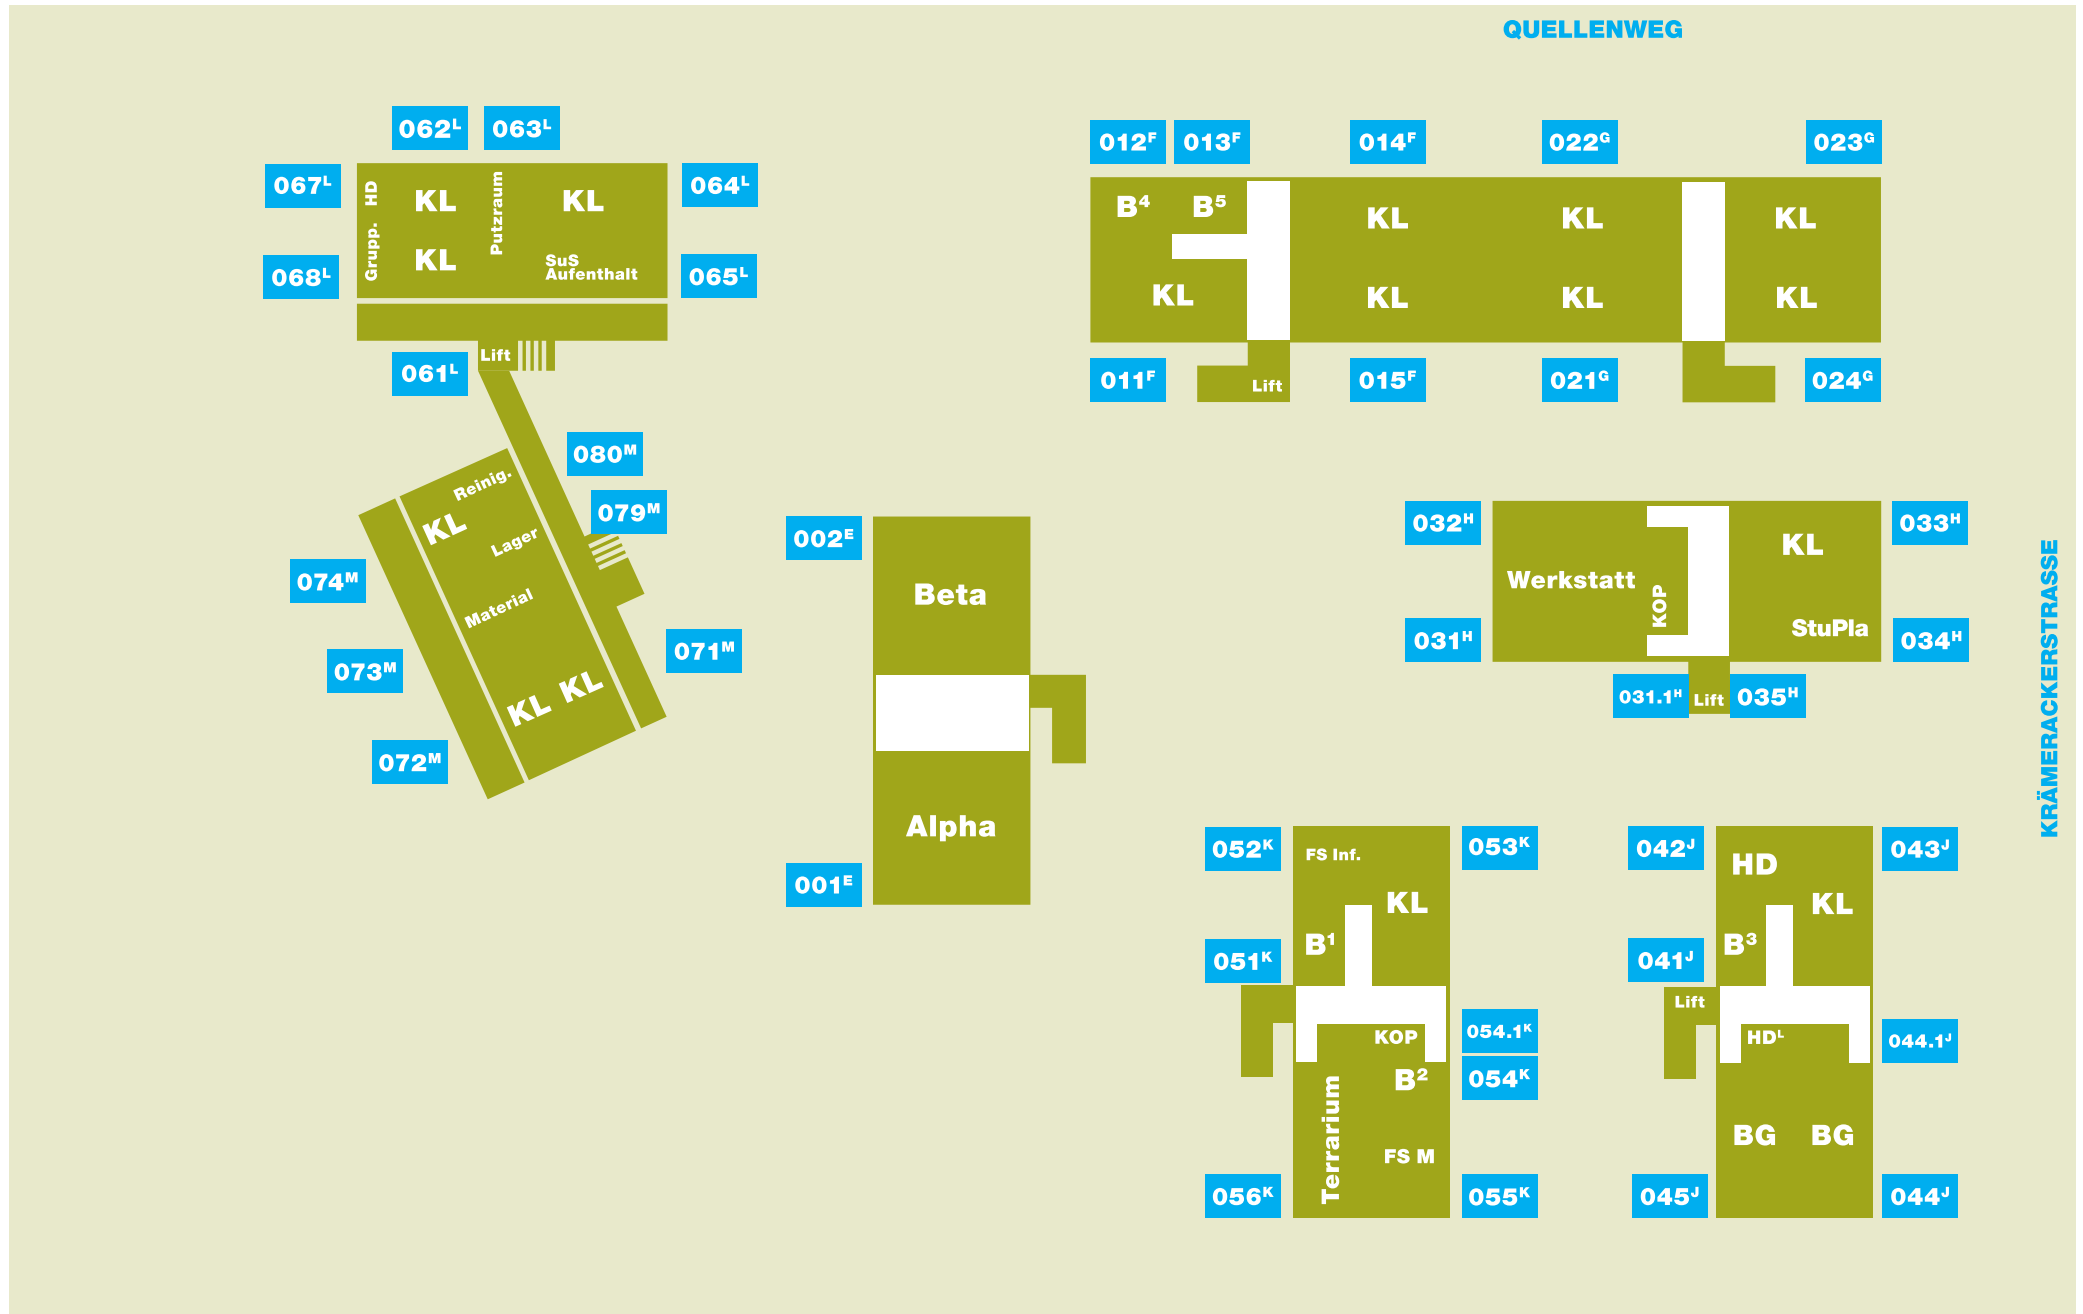 QUELLENWEG
062ᴸ 063ᴸ
012ꟳ 013ꟳ 014ꟳ 022ᴳ 023ᴳ
067ᴸ HD KL Putzraum KL 064ᴸ
B⁴ B⁵ KL KL KL
068ᴸ Grupp. KL SuS
Aufenthalt 065ᴸ
KL KL KL KL
Lift
061ᴸ
011ꟳ Lift 015ꟳ 021ᴳ 024ᴳ
080ᴹ
Reinig.
079ᴹ
KL
Lager
074ᴹ
Material
073ᴹ
071ᴹ
KL KL
072ᴹ
002ᴱ
Beta
Alpha
001ᴱ
032ᴴ KL 033ᴴ
Werkstatt KOP
031ᴴ StuPla 034ᴴ
031.1ᴴ Lift 035ᴴ
KRÄMERACKERSTRASSE
052ᴷ FS Inf. 053ᴷ
KL
051ᴷ B¹
KOP 054.1ᴷ
B² 054ᴷ
Terrarium
FS M
056ᴷ 055ᴷ
042ᴶ HD 043ᴶ
KL
041ᴶ B³
Lift
HDᴸ 044.1ᴶ
BG BG
045ᴶ 044ᴶ